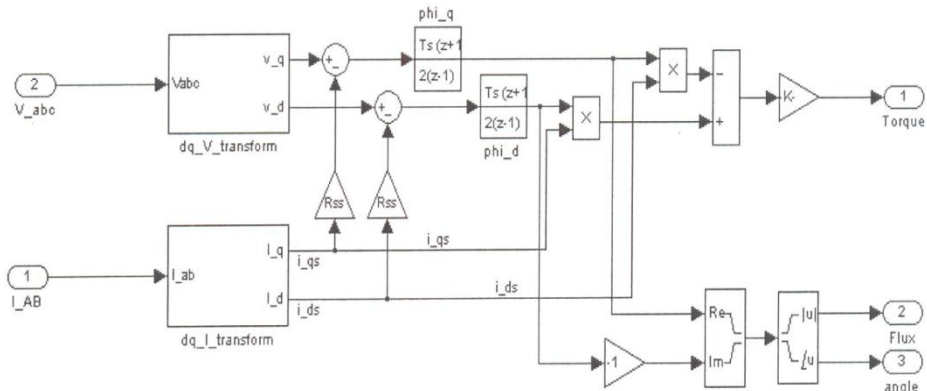 phi_q
Ts (z+1
2(z-1)
Vabc
v_q
v_d
2
V_abc
dq_V_transform
+
-
+
-
Ts (z+1
2(z-1)
phi_d
X
X
-
+
K-
1
Torque
Rss
Rss
I_ab
I_q
I_d
i_qs
i_ds
i_qs
i_ds
1
I_AB
dq_I_transform
-1
Re
Im
|u|
∠u
2
Flux
3
angle